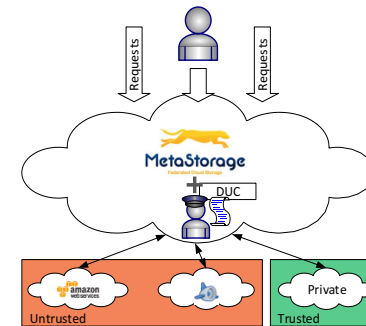 Requests
Requests
MetaStorage
Federated Cloud Storage
+
DUC
amazon
webservices
Private
Untrusted
Trusted